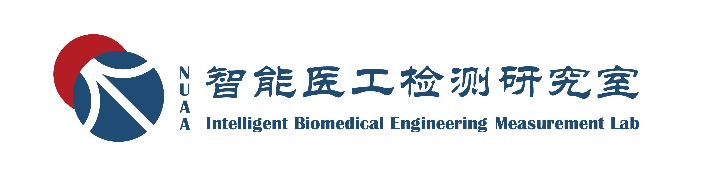 NUAA
智能医工检测研究室
Intelligent Biomedical Engineering Measurement Lab